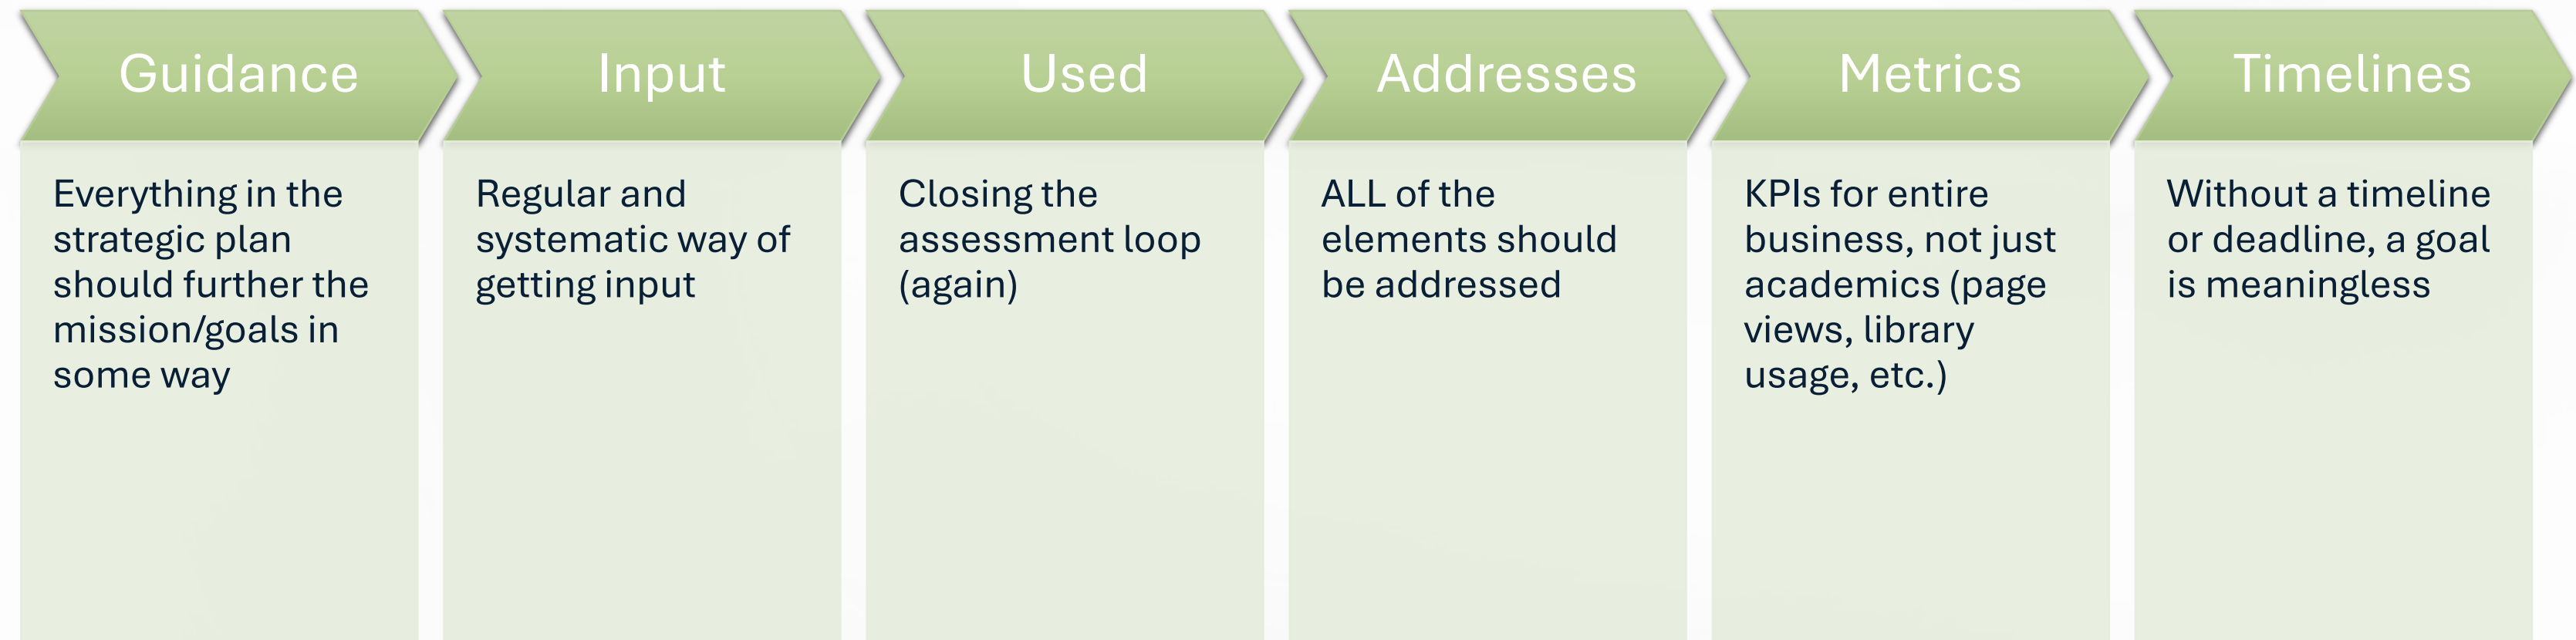 Guidance
Everything in the
strategic plan
should further the
mission/goals in
some way
Input
Regular and
systematic way of
getting input
Used
Closing the
assessment loop
(again)
Addresses
ALL of the
elements should
be addressed
Metrics
KPIs for entire
business, not just
academics (page
views, library
usage, etc.)
Timelines
Without a timeline
or deadline, a goal
is meaningless